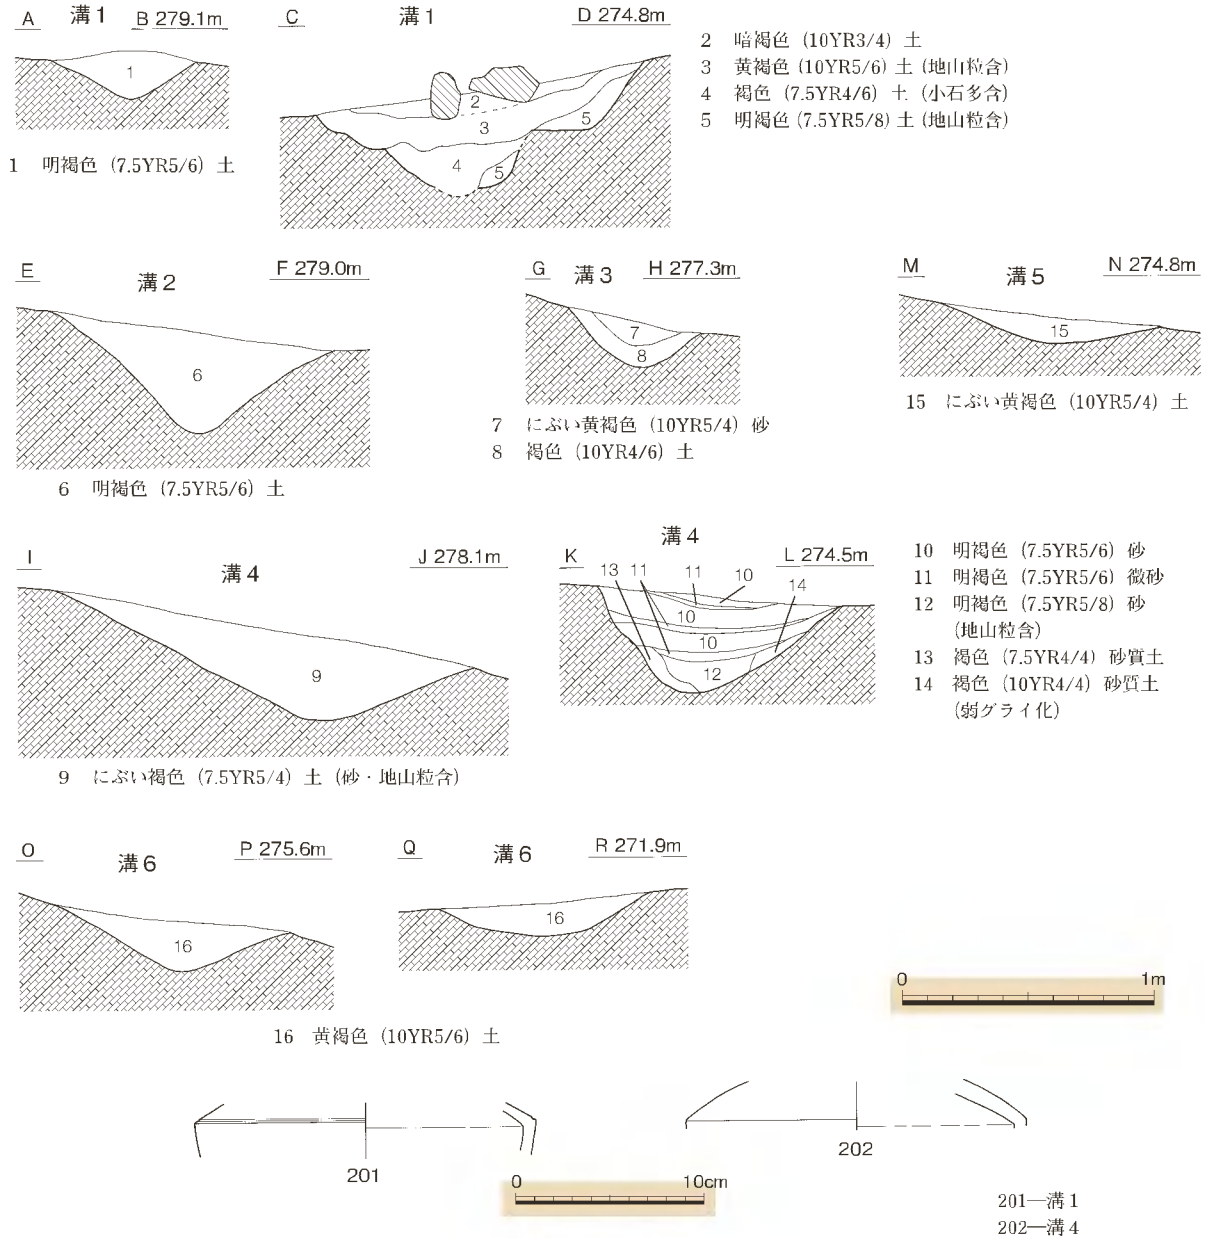 A 溝1 B 279.1m
1
1 明褐色 (7.5YR5/6) 土
C 溝1 D 274.8m
2
3
4
5
5
2 暗褐色 (10YR3/4) 土
3 黄褐色 (10YR5/6) 土 (地山粒含)
4 褐色 (7.5YR4/6) 土 (小石多含)
5 明褐色 (7.5YR5/8) 土 (地山粒含)
E 溝2 F 279.0m
6
6 明褐色 (7.5YR5/6) 土
G 溝3 H 277.3m
7
8
7 にぶい黄褐色 (10YR5/4) 砂
8 褐色 (10YR4/6) 土
M 溝5 N 274.8m
15
15 にぶい黄褐色 (10YR5/4) 土
I 溝4 J 278.1m
9
9 にぶい褐色 (7.5YR5/4) 土 (砂・地山粒含)
K 溝4 L 274.5m
13 11 11 10 14
10
10
12
10 明褐色 (7.5YR5/6) 砂
11 明褐色 (7.5YR5/6) 微砂
12 明褐色 (7.5YR5/8) 砂
(地山粒含)
13 褐色 (7.5YR4/4) 砂質土
14 褐色 (10YR4/4) 砂質土
(弱グライ化)
O 溝6 P 275.6m
16
Q 溝6 R 271.9m
16
16 黄褐色 (10YR5/6) 土
0 1m
201
202
0 10cm
201―溝1
202―溝4